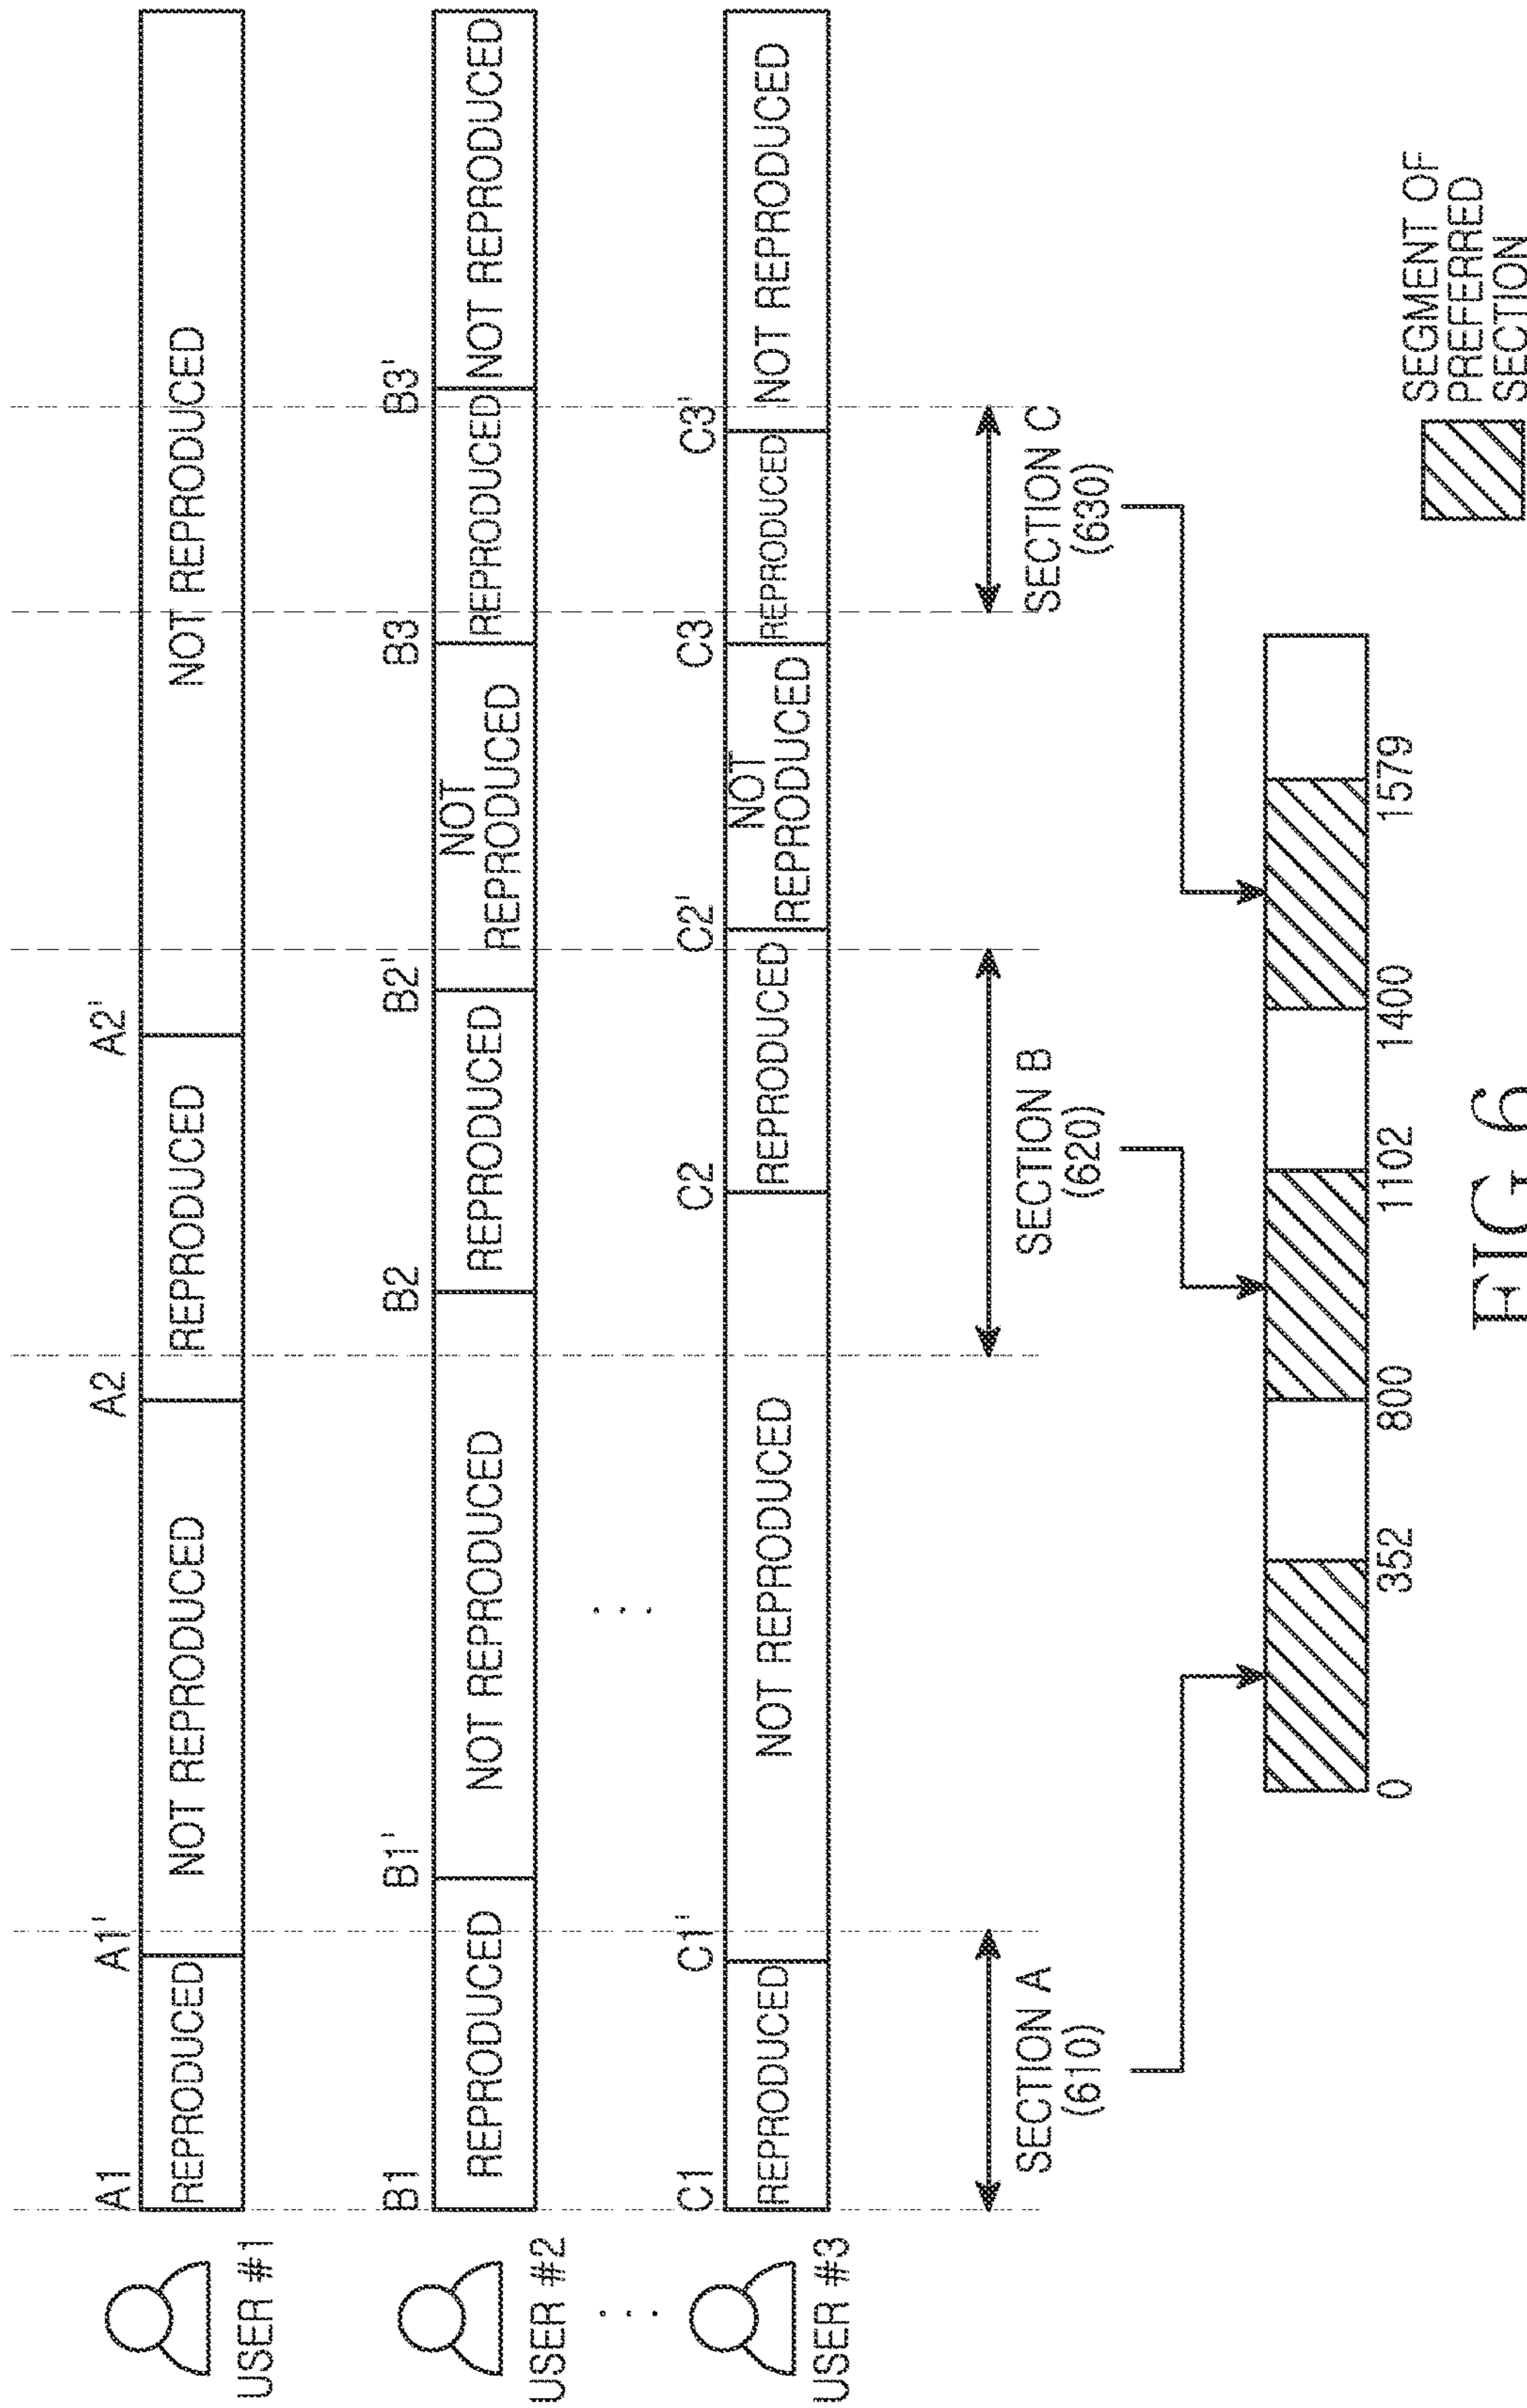 A1
A1'
A2
A2'
REPRODUCED
NOT REPRODUCED
REPRODUCED
NOT REPRODUCED
USER #1
B1
B1'
B2
B2'
B3
B3'
REPRODUCED
NOT REPRODUCED
REPRODUCED
NOT
REPRODUCED
REPRODUCED
NOT REPRODUCED
USER #2
C1
C1'
C2
C2'
C3
C3'
REPRODUCED
NOT REPRODUCED
REPRODUCED
NOT
REPRODUCED
REPRODUCED
NOT REPRODUCED
USER #3
SECTION A
(610)
SECTION B
(620)
SECTION C
(630)
0
352
800
1102
1400
1579
SEGMENT OF
PREFERRED
SECTION
FIG. 6